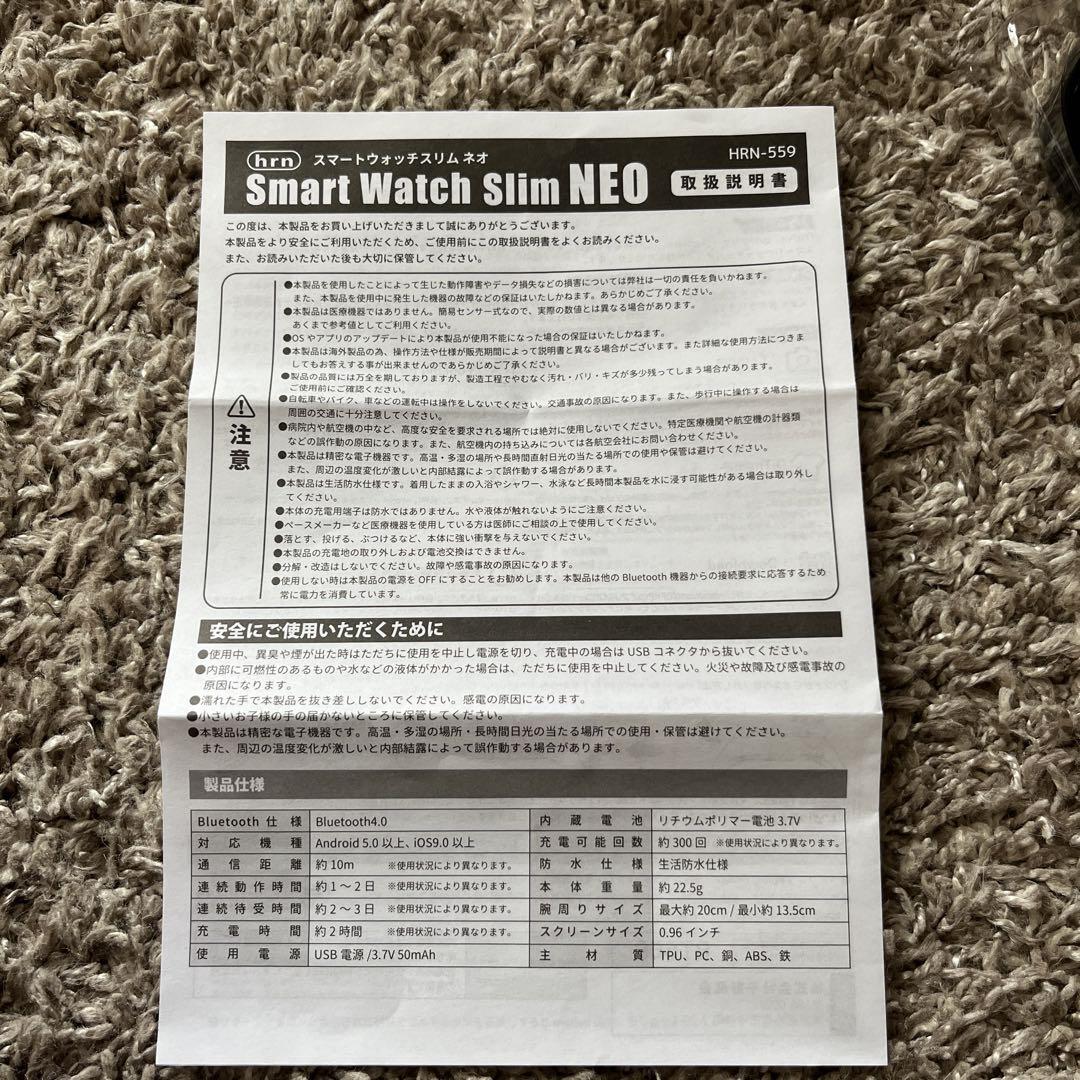 hrn スマートウォッチスリム ネオ
HRN-559
Smart Watch Slim NEO 取扱説明書
この度は、本製品をお買い上げいただきまして誠にありがとうございます。
本製品をより安全にご利用いただくため、ご使用前にこの取扱説明書をよくお読みください。
また、お読みいただいた後も大切に保管してください。
注意
●本製品を使用したことによって生じた動作障害やデータ損失などの損害については弊社は一切の責任を負いかねます。
また、本製品を使用中に発生した機器の故障などの保証はいたしかねます。あらかじめご了承ください。
●本製品は医療機器ではありません。簡易センサー式なので、実際の数値とは異なる場合があります。
あくまで参考値としてご利用ください。
●OSやアプリのアップデートにより本製品が使用不能になった場合の保証はいたしかねます。
●本製品は海外製品の為、操作方法や仕様が販売期間によって説明書と異なる場合がございます。また詳細な使用方法につきま
してもお答えする事が出来ませんのであらかじめご了承ください。
●製品の品質には万全を期しておりますが、製造工程でやむなく汚れ・バリ・キズが多少残ってしまう場合があります。
ご使用前にご確認ください。
●自転車やバイク、車などの運転中は操作をしないでください。交通事故の原因になります。また、歩行中に操作する場合は
周囲の交通に十分注意してください。
●病院内や航空機の中など、高度な安全を要求される場所では絶対に使用しないでください。特定医療機関や航空機の計器類
などの誤作動の原因になります。また、航空機内の持ち込みについては各航空会社にお問い合わせください。
●本製品は精密な電子機器です。高温・多湿の場所や長時間直射日光の当たる場所での使用や保管は避けてください。
また、周辺の温度変化が激しいと内部結露によって誤作動する場合があります。
●本製品は生活防水仕様です。着用したままの入浴やシャワー、水泳など長時間本製品を水に浸す可能性がある場合は取り外し
てください。
●本体の充電用端子は防水ではありません。水や液体が触れないようにご注意ください。
●ペースメーカーなど医療機器を使用している方は医師にご相談の上で使用してください。
●落とす、投げる、ぶつけるなど、本体に強い衝撃を与えないでください。
●本製品の充電地の取り外しおよび電池交換はできません。
●分解・改造はしないでください。故障や感電事故の原因になります。
●使用しない時は本製品の電源を OFF にすることをお勧めします。本製品は他の Bluetooth 機器からの接続要求に応答するため
常に電力を消費しています。
安全にご使用いただくために
●使用中、異臭や煙が出た時はただちに使用を中止し電源を切り、充電中の場合は USB コネクタから抜いてください。
●内部に可燃性のあるものや水などの液体がかかった場合は、ただちに使用を中止してください。火災や故障及び感電事故の
原因になります。
●濡れた手で本製品を抜き差ししないでください。感電の原因になります。
●小さいお子様の手の届かないところに保管してください。
●本製品は精密な電子機器です。高温・多湿の場所・長時間日光の当たる場所での使用・保管は避けてください。
また、周辺の温度変化が激しいと内部結露によって誤作動する場合があります。
製品仕様
Bluetooth 仕様 Bluetooth4.0 内蔵電池 リチウムポリマー電池 3.7V
対応機種 Android 5.0 以上、iOS9.0 以上 充電可能回数 約 300 回 ※使用状況により異なります。
通信距離 約 10m ※使用状況により異なります。 防水仕様 生活防水仕様
連続動作時間 約 1 〜 2 日 ※使用状況により異なります。 本体重量 約 22.5g
連続待受時間 約 2 〜 3 日 ※使用状況により異なります。 腕周りサイズ 最大約 20cm / 最小約 13.5cm
充電時間 約 2 時間 ※使用状況により異なります。 スクリーンサイズ 0.96 インチ
使用電源 USB 電源 /3.7V 50mAh 主材質 TPU、PC、銅、ABS、鉄